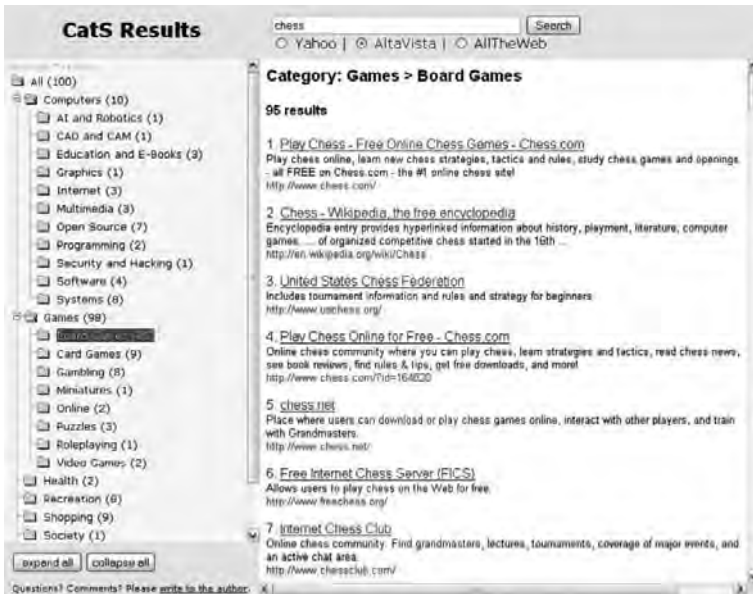 CatS Results
chess
Search
Yahoo | AltaVista | AllTheWeb
All (100)
Computers (10)
AI and Robotics (1)
CAD and CAM (1)
Education and E-Books (3)
Graphics (1)
Internet (3)
Multimedia (3)
Open Source (7)
Programming (2)
Security and Hacking (1)
Software (4)
Systems (8)
Games (98)
Card Games (9)
Gambling (8)
Miniatures (1)
Online (2)
Puzzles (3)
Roleplaying (1)
Video Games (2)
Health (2)
Recreation (8)
Shopping (9)
Society (1)
expand all
collapse all
Questions? Comments? Please write to the author.
Category: Games > Board Games
95 results
1. Play Chess - Free Online Chess Games - Chess.com
Play chess online, learn new chess strategies, tactics and rules, study chess games and openings
- all FREE on Chess.com - the #1 online chess site!
http://www.chess.com/
2. Chess - Wikipedia, the free encyclopedia
Encyclopedia entry provides hyperlinked information about history, playment, literature, computer
games, ... of organized competitive chess started in the 16th ...
http://en.wikipedia.org/wiki/Chess
3. United States Chess Federation
Includes tournament information and rules and strategy for beginners
http://www.uschess.org/
4. Play Chess Online for Free - Chess.com
Online chess community where you can play chess, learn strategies and tactics, read chess news,
see book reviews, find rules & tips, get free downloads, and more!
http://www.chess.com/?id=164820
5. chess.net
Place where users can download or play chess games online, interact with other players, and train
with Grandmasters.
http://www.chess.net/
6. Free Internet Chess Server (FICS)
Allows users to play chess on the Web for free.
http://www.freechess.org/
7. Internet Chess Club
Online chess community. Find grandmasters, lectures, tournaments, coverage of major events, and
an active chat area.
http://www.chessclub.com/